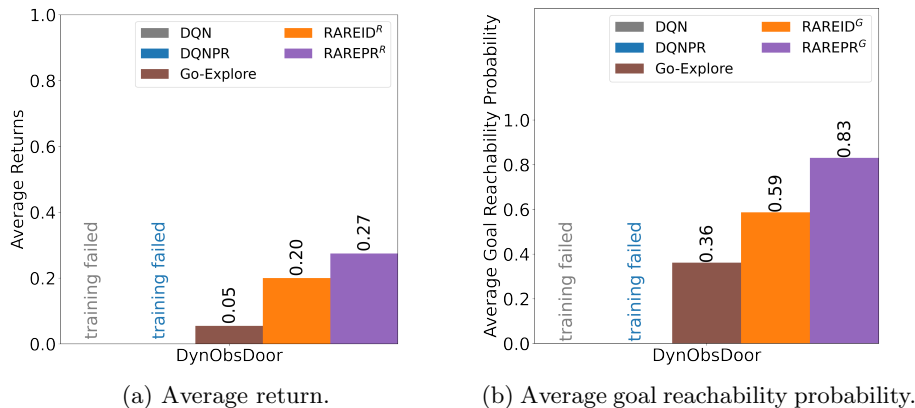 1.0
0.8
0.6
0.4
0.2
0.0
Average Returns
DQN
DQNPR
Go-Explore
RAREID^R
RAREPR^R
training failed
training failed
0.05
0.20
0.27
DynObsDoor
(a) Average return.
1.0
0.8
0.6
0.4
0.2
0.0
Average Goal Reachability Probability
DQN
DQNPR
Go-Explore
RAREID^G
RAREPR^G
training failed
training failed
0.36
0.59
0.83
DynObsDoor
(b) Average goal reachability probability.